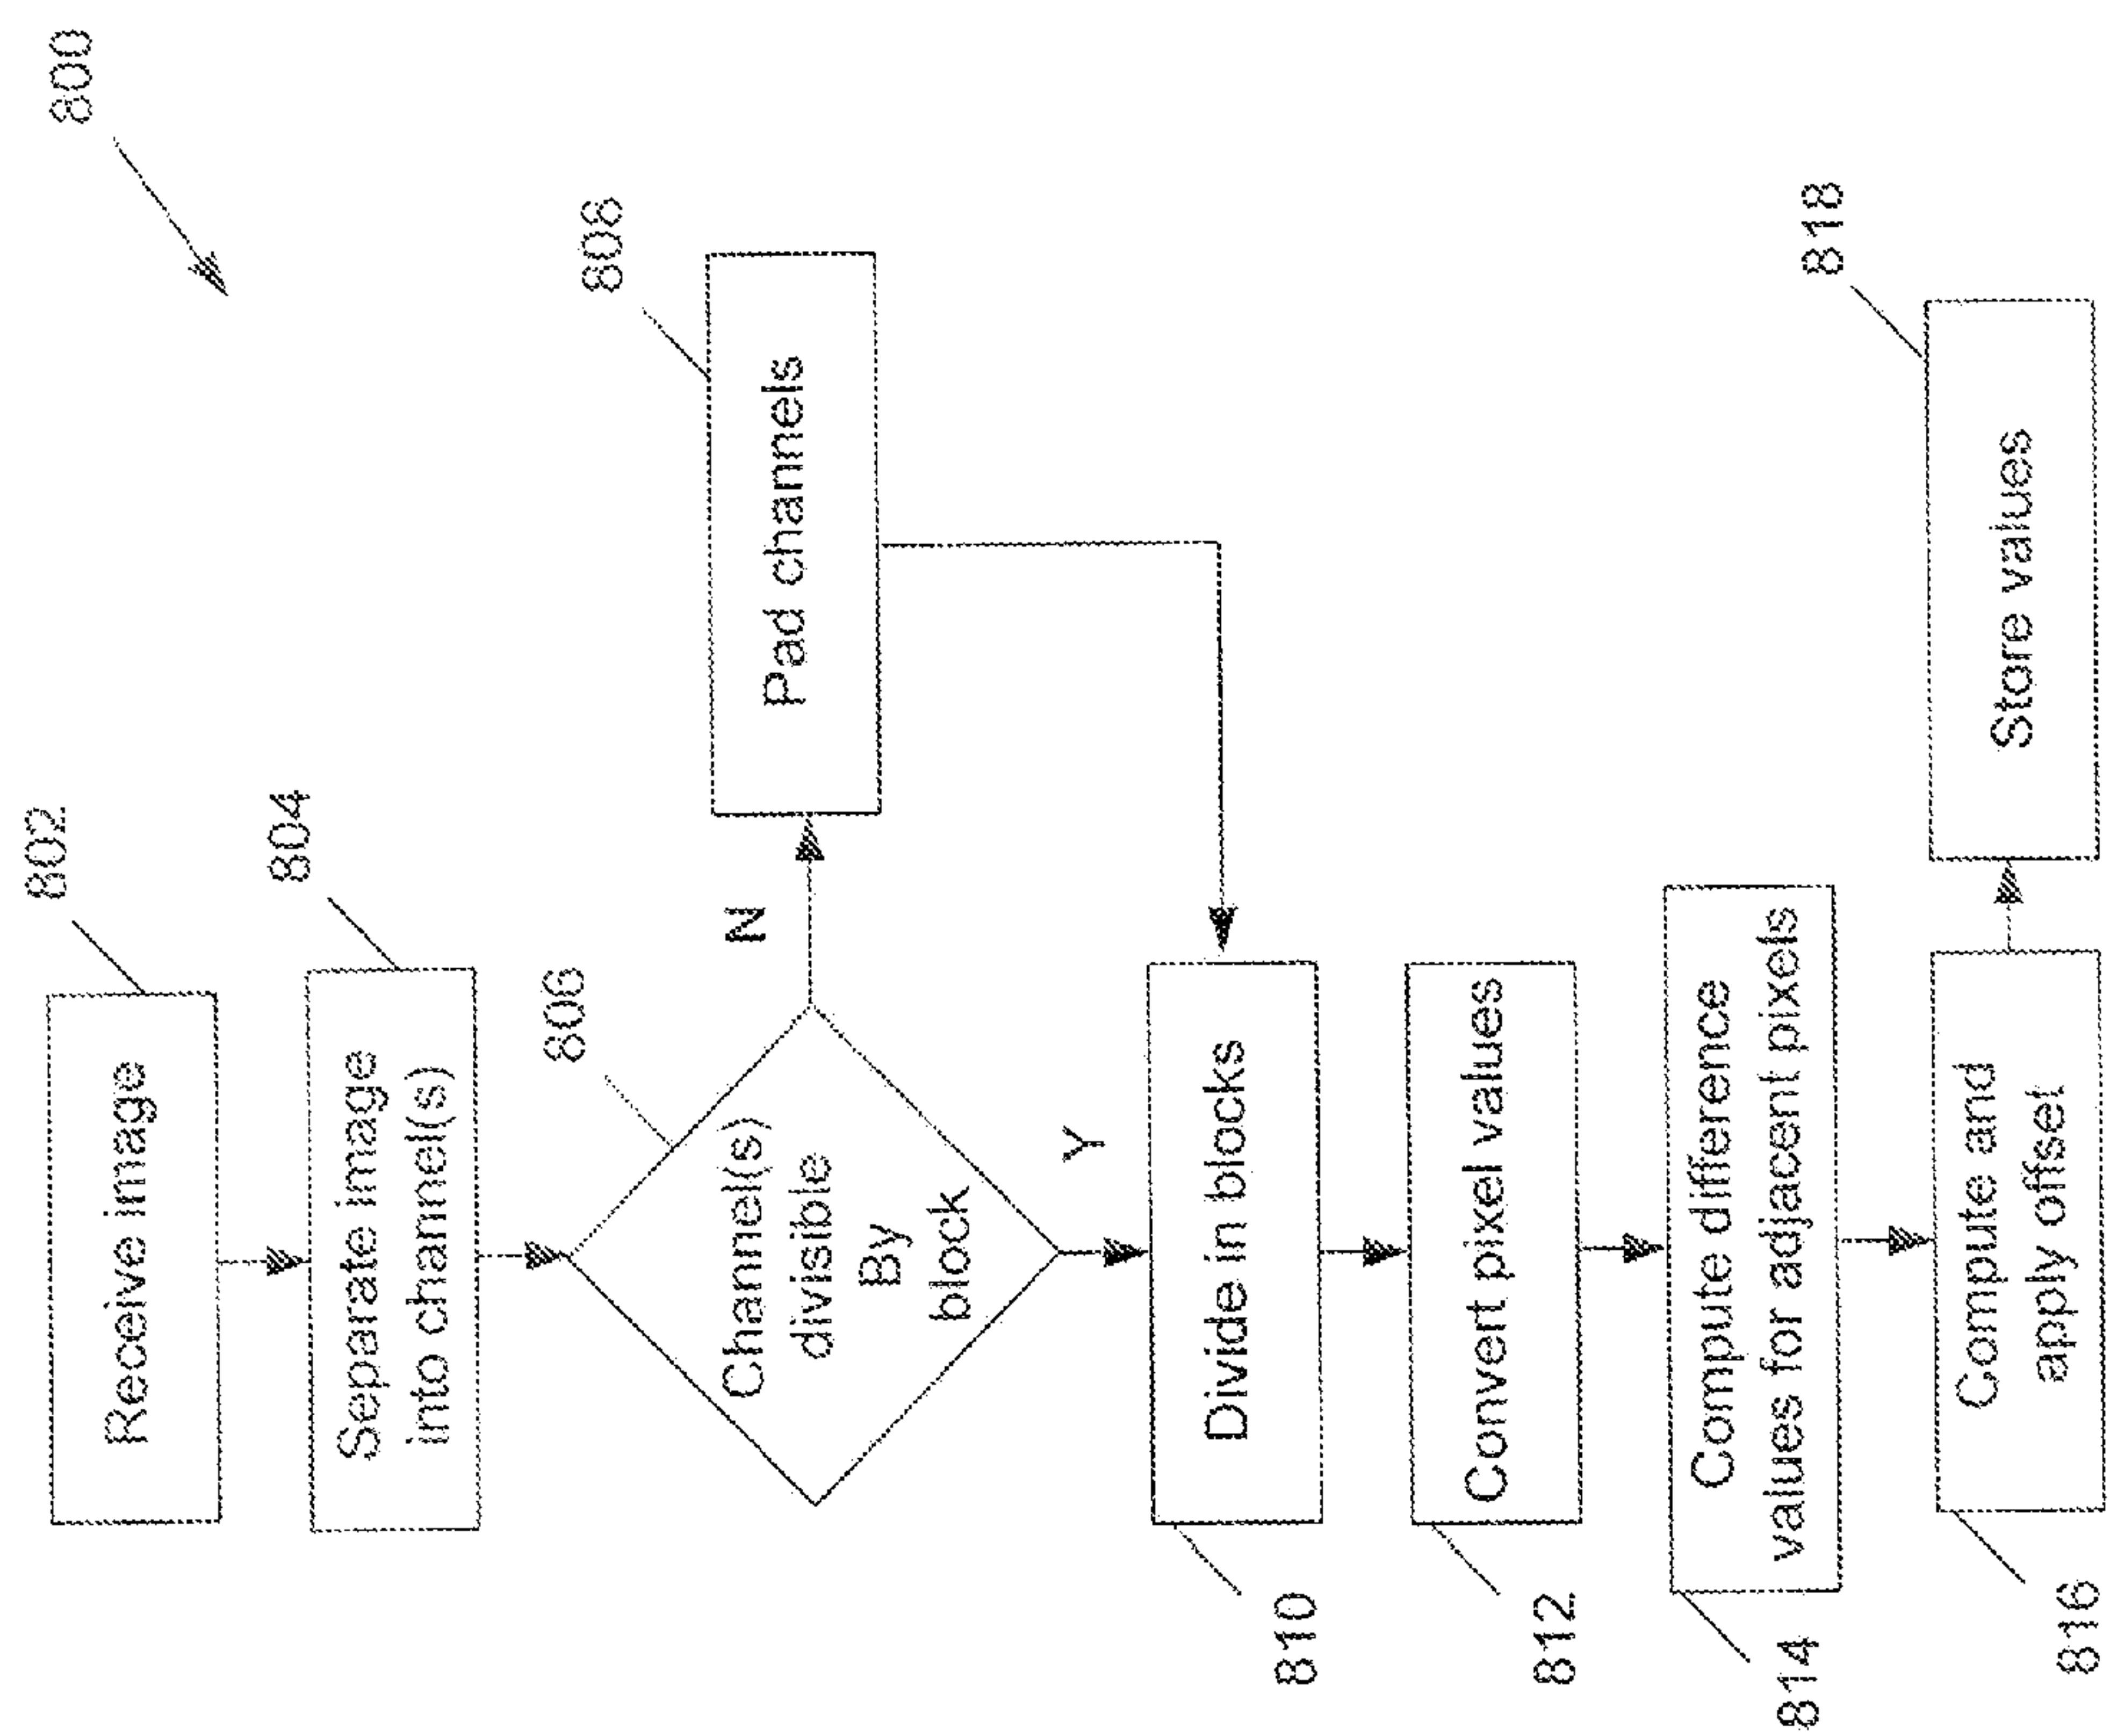 800
802
Receive image
804
Separate image
into channel(s)
806
Channel(s)
divisible
By
block
N
808
Pad channels
Y
810
Divide in blocks
812
Convert pixel values
814
Compute difference
values for adjacent pixels
816
Compute and
apply offset
818
Store values